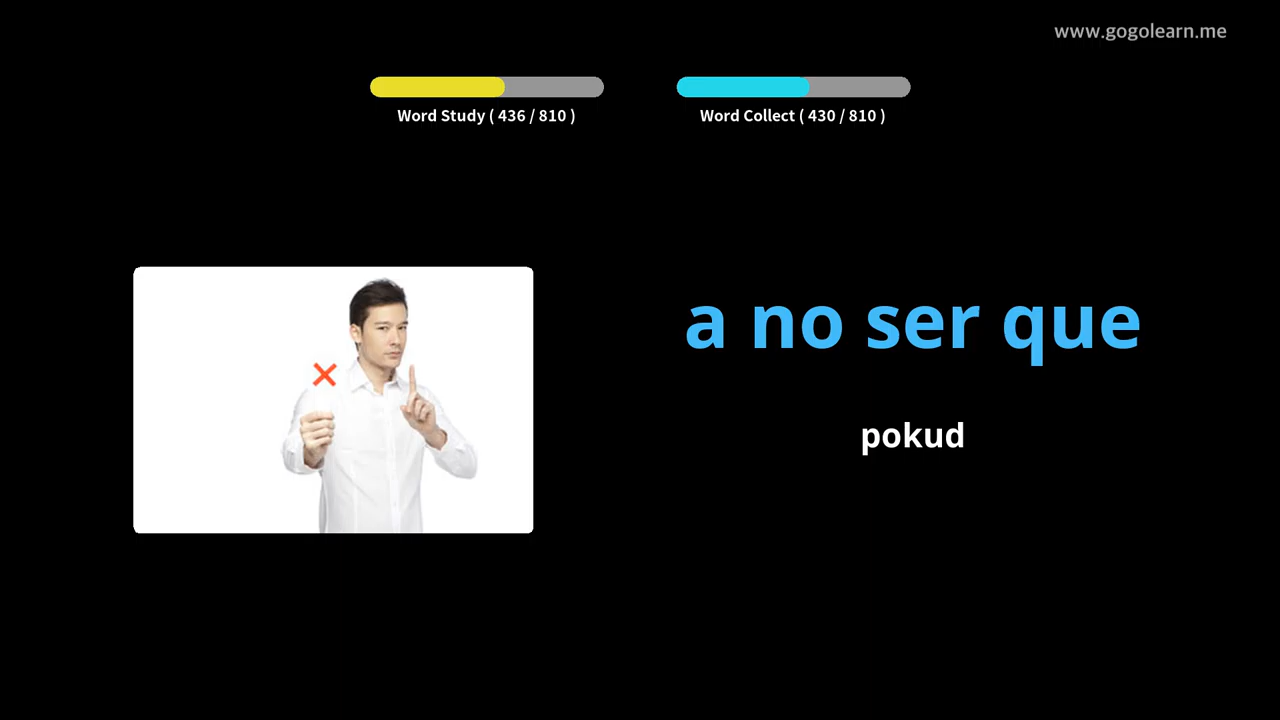 www.gogolearn.me
Word Study ( 436 / 810 )
Word Collect ( 430 / 810 )
a no ser que
pokud